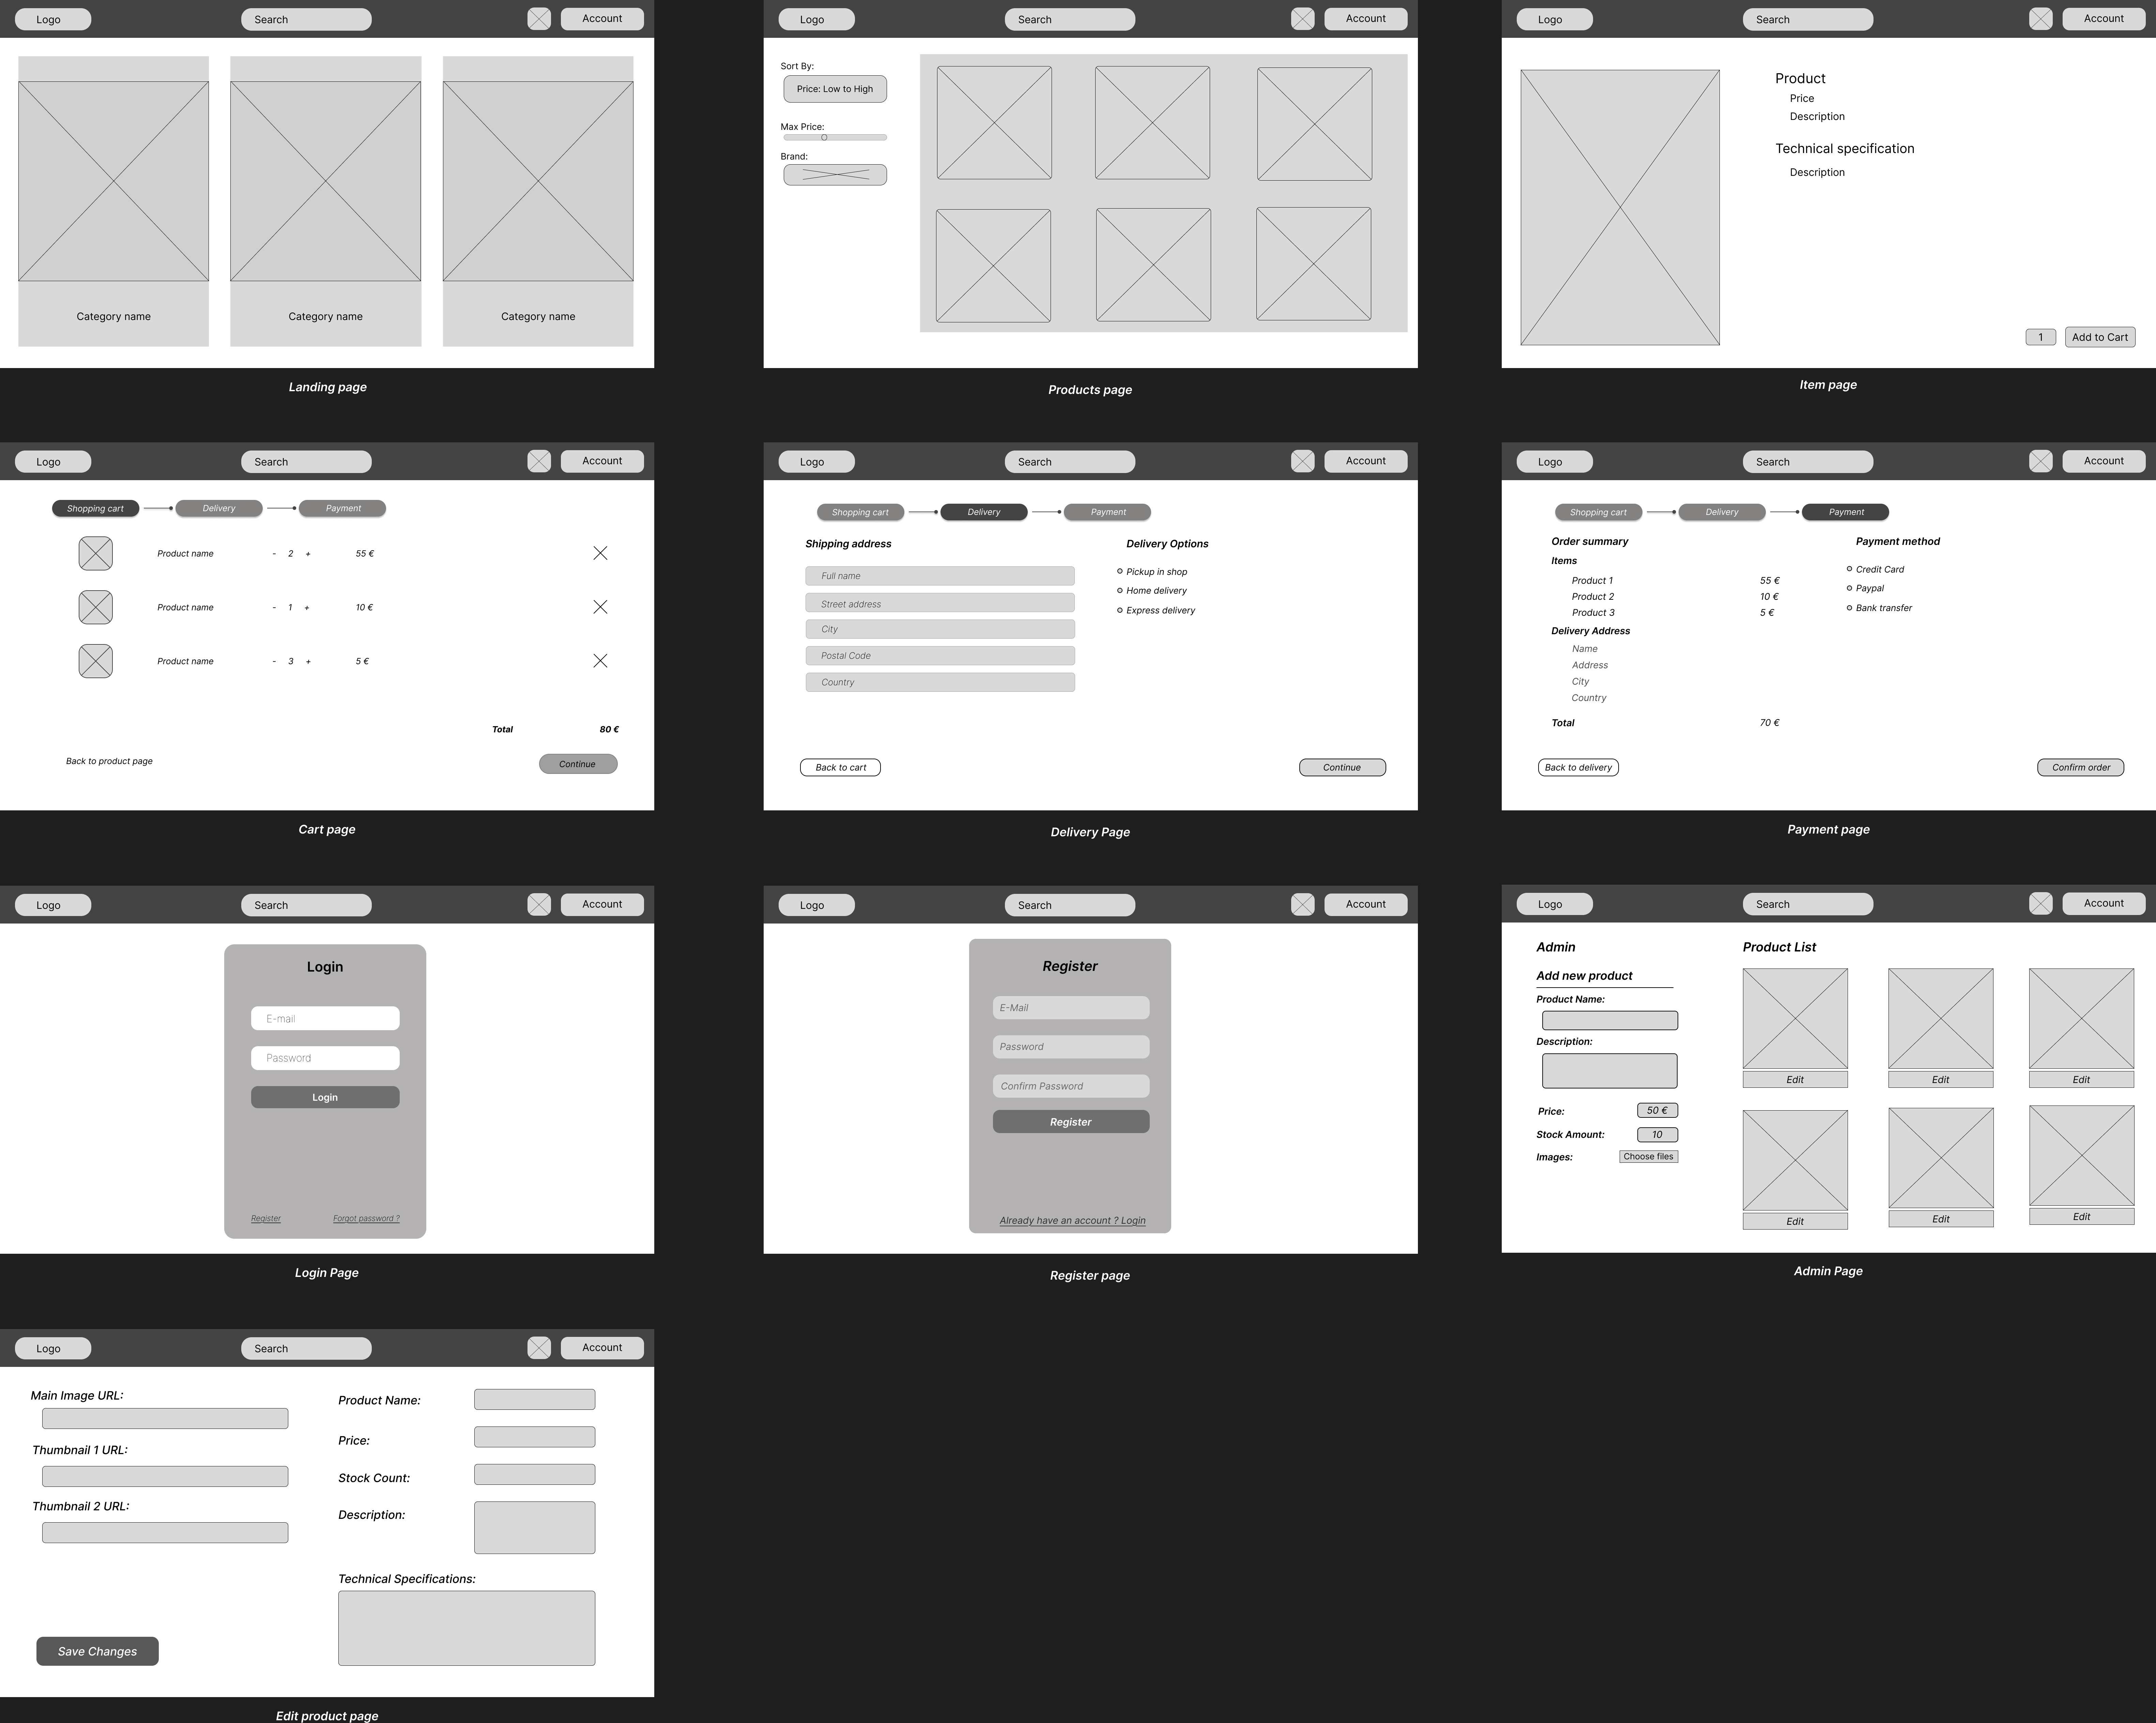 Logo
Search
Account
Category name
Category name
Category name
Landing page
Logo
Search
Account
Sort By:
Price: Low to High
Max Price:
Brand:
Products page
Logo
Search
Account
Product
Price
Description
Technical specification
Description
1
Add to Cart
Item page
Logo
Search
Account
Shopping cart
Delivery
Payment
Product name - 2 + 55 €
Product name - 1 + 10 €
Product name - 3 + 5 €
Total 80 €
Back to product page
Continue
Cart page
Logo
Search
Account
Shopping cart
Delivery
Payment
Shipping address
Full name
Street address
City
Postal Code
Country
Delivery Options
Pickup in shop
Home delivery
Express delivery
Back to cart
Continue
Delivery Page
Logo
Search
Account
Shopping cart
Delivery
Payment
Order summary
Items
Product 1 55 €
Product 2 10 €
Product 3 5 €
Delivery Address
Name
Address
City
Country
Total 70 €
Payment method
Credit Card
Paypal
Bank transfer
Back to delivery
Confirm order
Payment page
Logo
Search
Account
Login
E-mail
Password
Login
Register
Forgot password ?
Login Page
Logo
Search
Account
Register
E-Mail
Password
Confirm Password
Register
Already have an account ? Login
Register page
Logo
Search
Account
Admin
Add new product
Product Name:
Description:
Price: 50 €
Stock Amount: 10
Images: Choose files
Product List
Edit
Edit
Edit
Edit
Edit
Edit
Admin Page
Logo
Search
Account
Main Image URL:
Thumbnail 1 URL:
Thumbnail 2 URL:
Product Name:
Price:
Stock Count:
Description:
Technical Specifications:
Save Changes
Edit product page